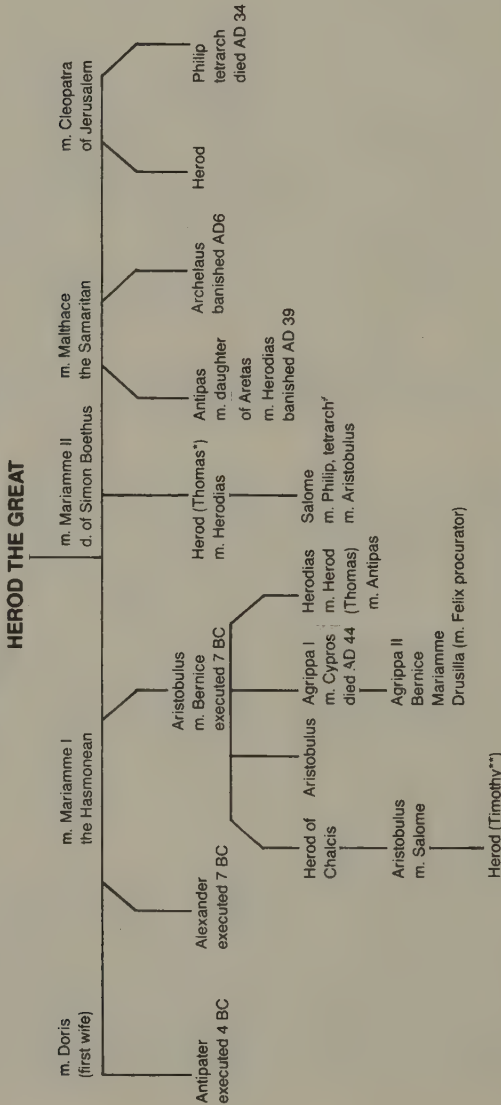 HEROD THE GREAT
m. Doris
(first wife)
m. Mariamme I
the Hasmonean
m. Mariamme II
d. of Simon Boethus
m. Malthace
the Samaritan
m. Cleopatra
of Jerusalem
Antipater
executed 4 BC
Alexander
executed 7 BC
Aristobulus
m. Bernice
executed 7 BC
Herod (Thomas*)
m. Herodias
Antipas
m. daughter
of Aretas
m. Herodias
banished AD 39
Archelaus
banished AD6
Herod
Philip
tetrarch
died AD 34
Herod of
Chalcis
Aristobulus
Agrippa I
m. Cypros
died AD 44
Herodias
m. Herod
(Thomas)
m. Antipas
Salome
m. Philip, tetrarch
m. Aristobulus
Aristobulus
m. Salome
Agrippa II
Bernice
Mariamme
Drusilla (m. Felix procurator)
Herod (Timothy**)